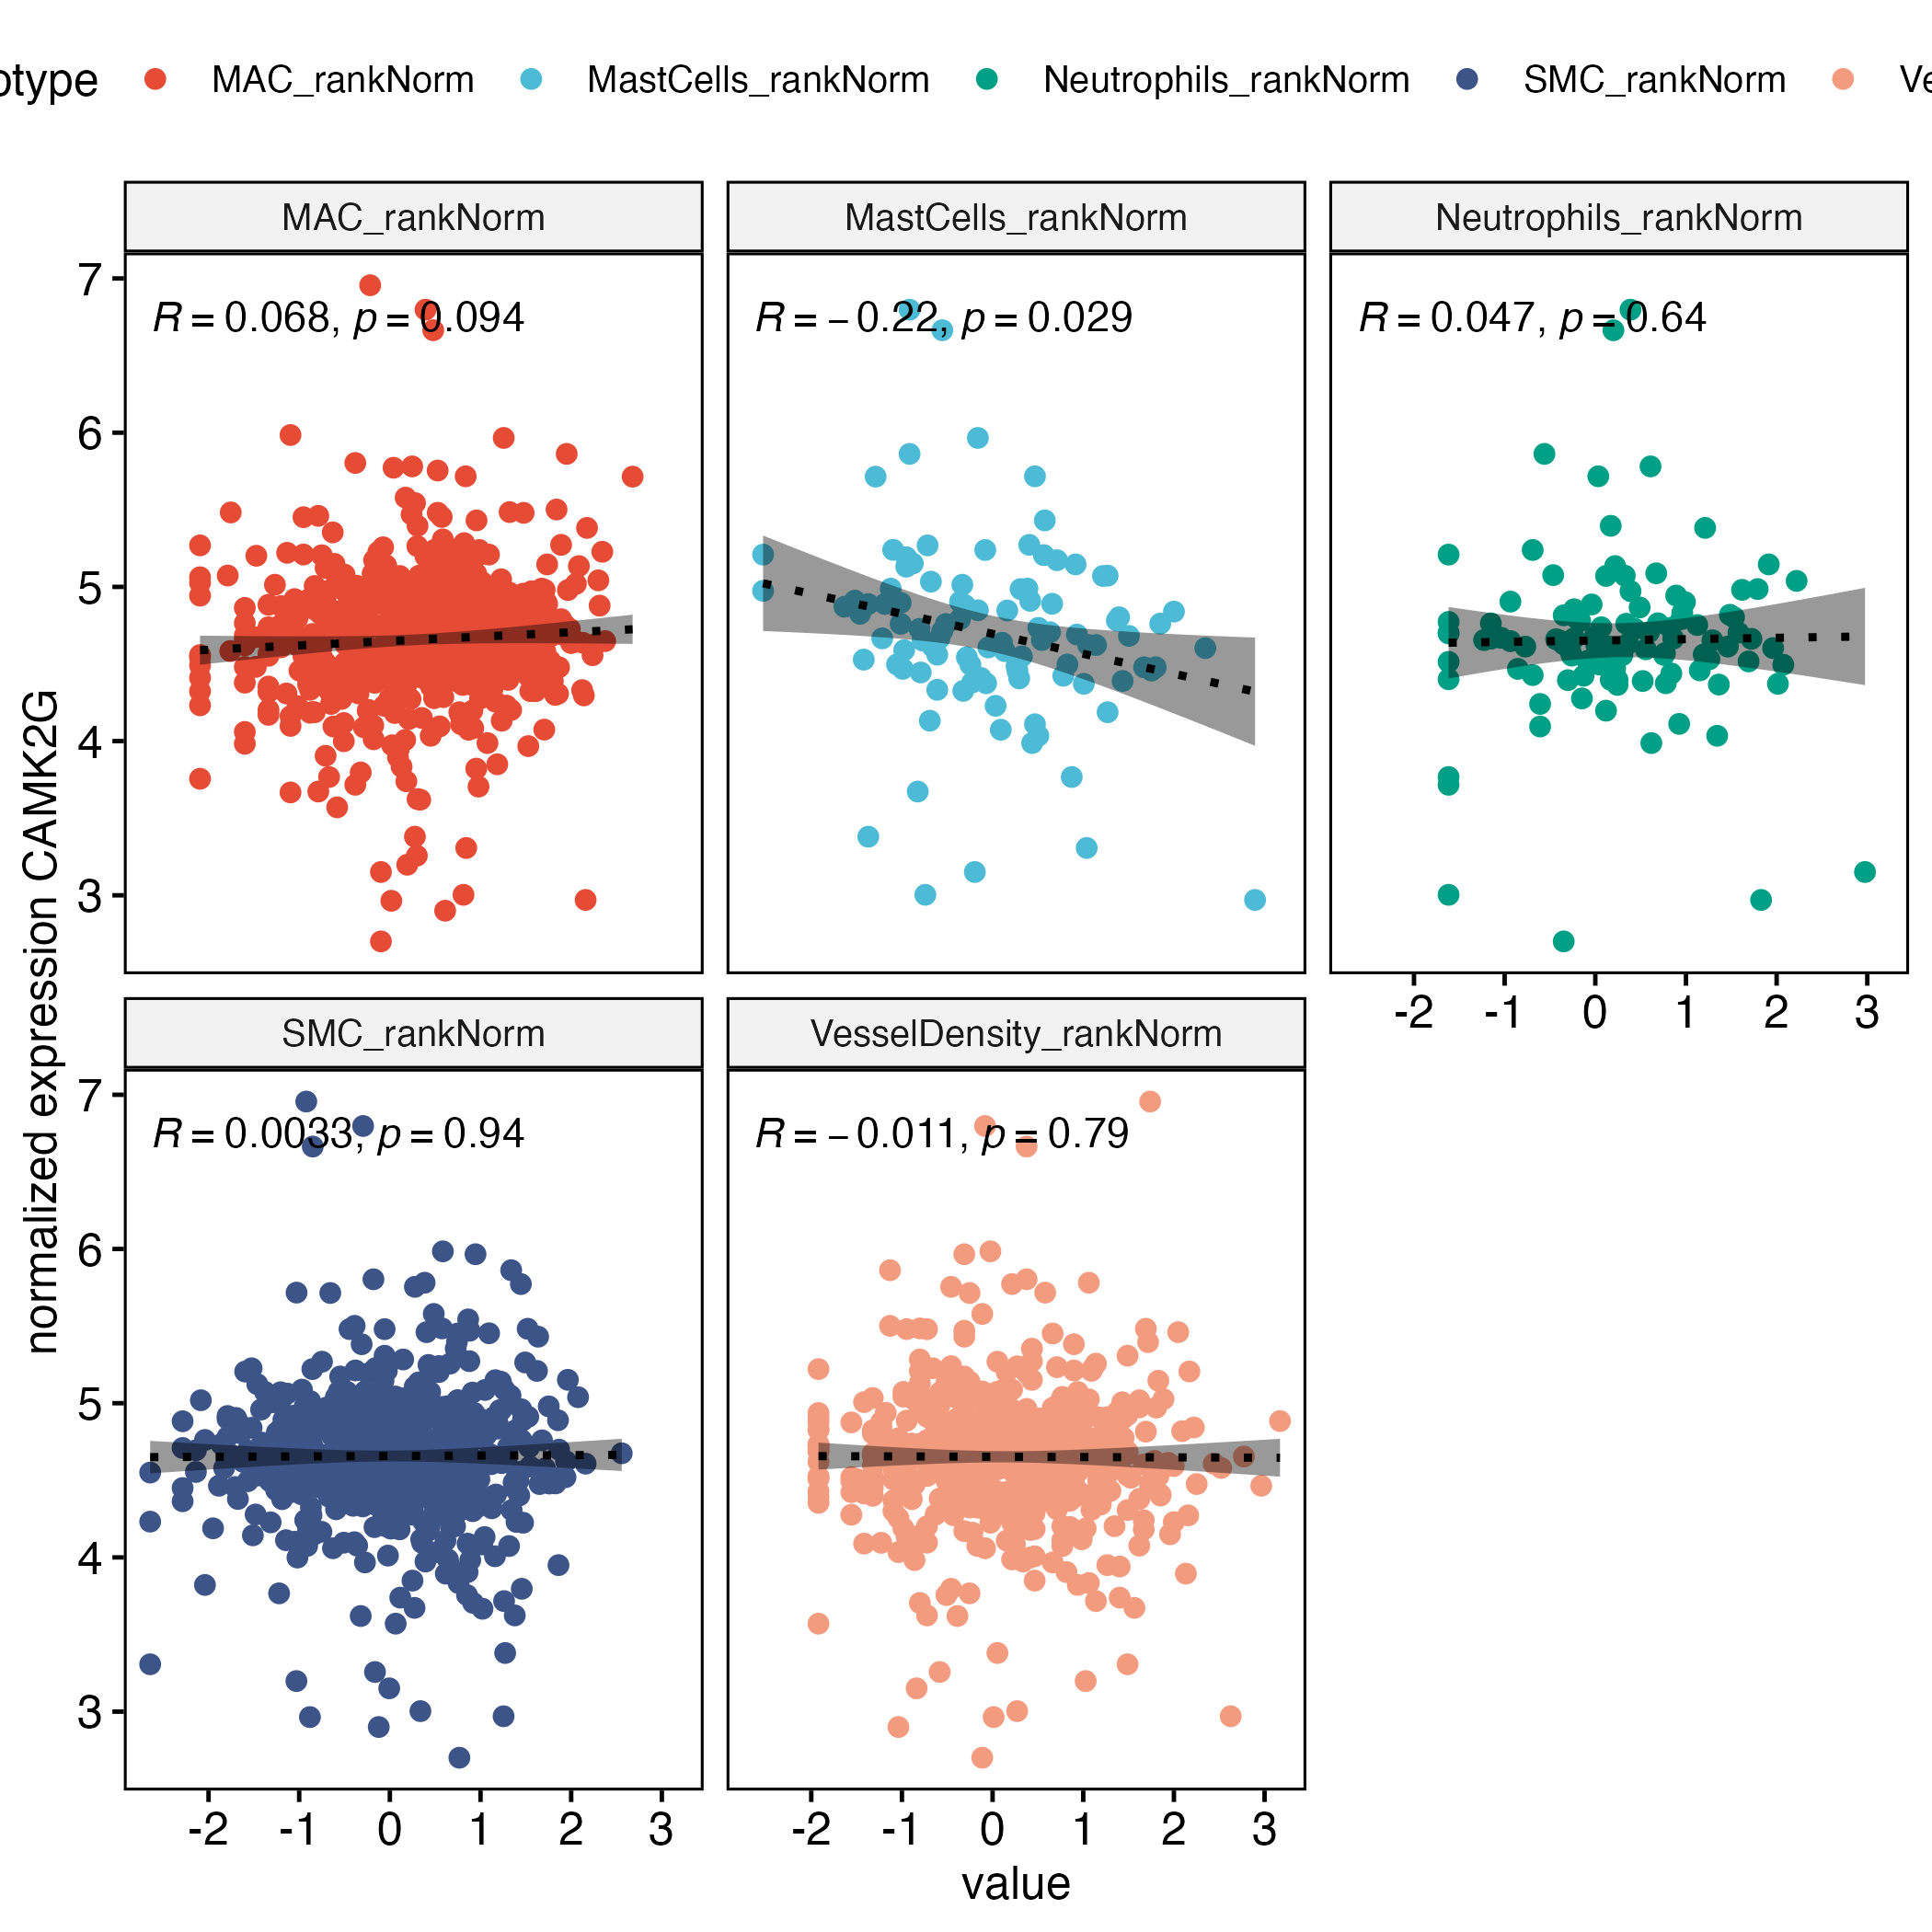 otype MAC_rankNorm MastCells_rankNorm Neutrophils_rankNorm SMC_rankNorm
MAC_rankNorm MastCells_rankNorm Neutrophils_rankNorm
R = 0.068, p = 0.094
R = −0.22, p = 0.029
R = 0.047, p = 0.64
7
6
5
4
3
-2 -1 0 1 2 3
normalized expression CAMK2G
SMC_rankNorm VesselDensity_rankNorm
R = 0.0033, p = 0.94
R = −0.011, p = 0.79
7
6
5
4
3
-2 -1 0 1 2 3
-2 -1 0 1 2 3
value